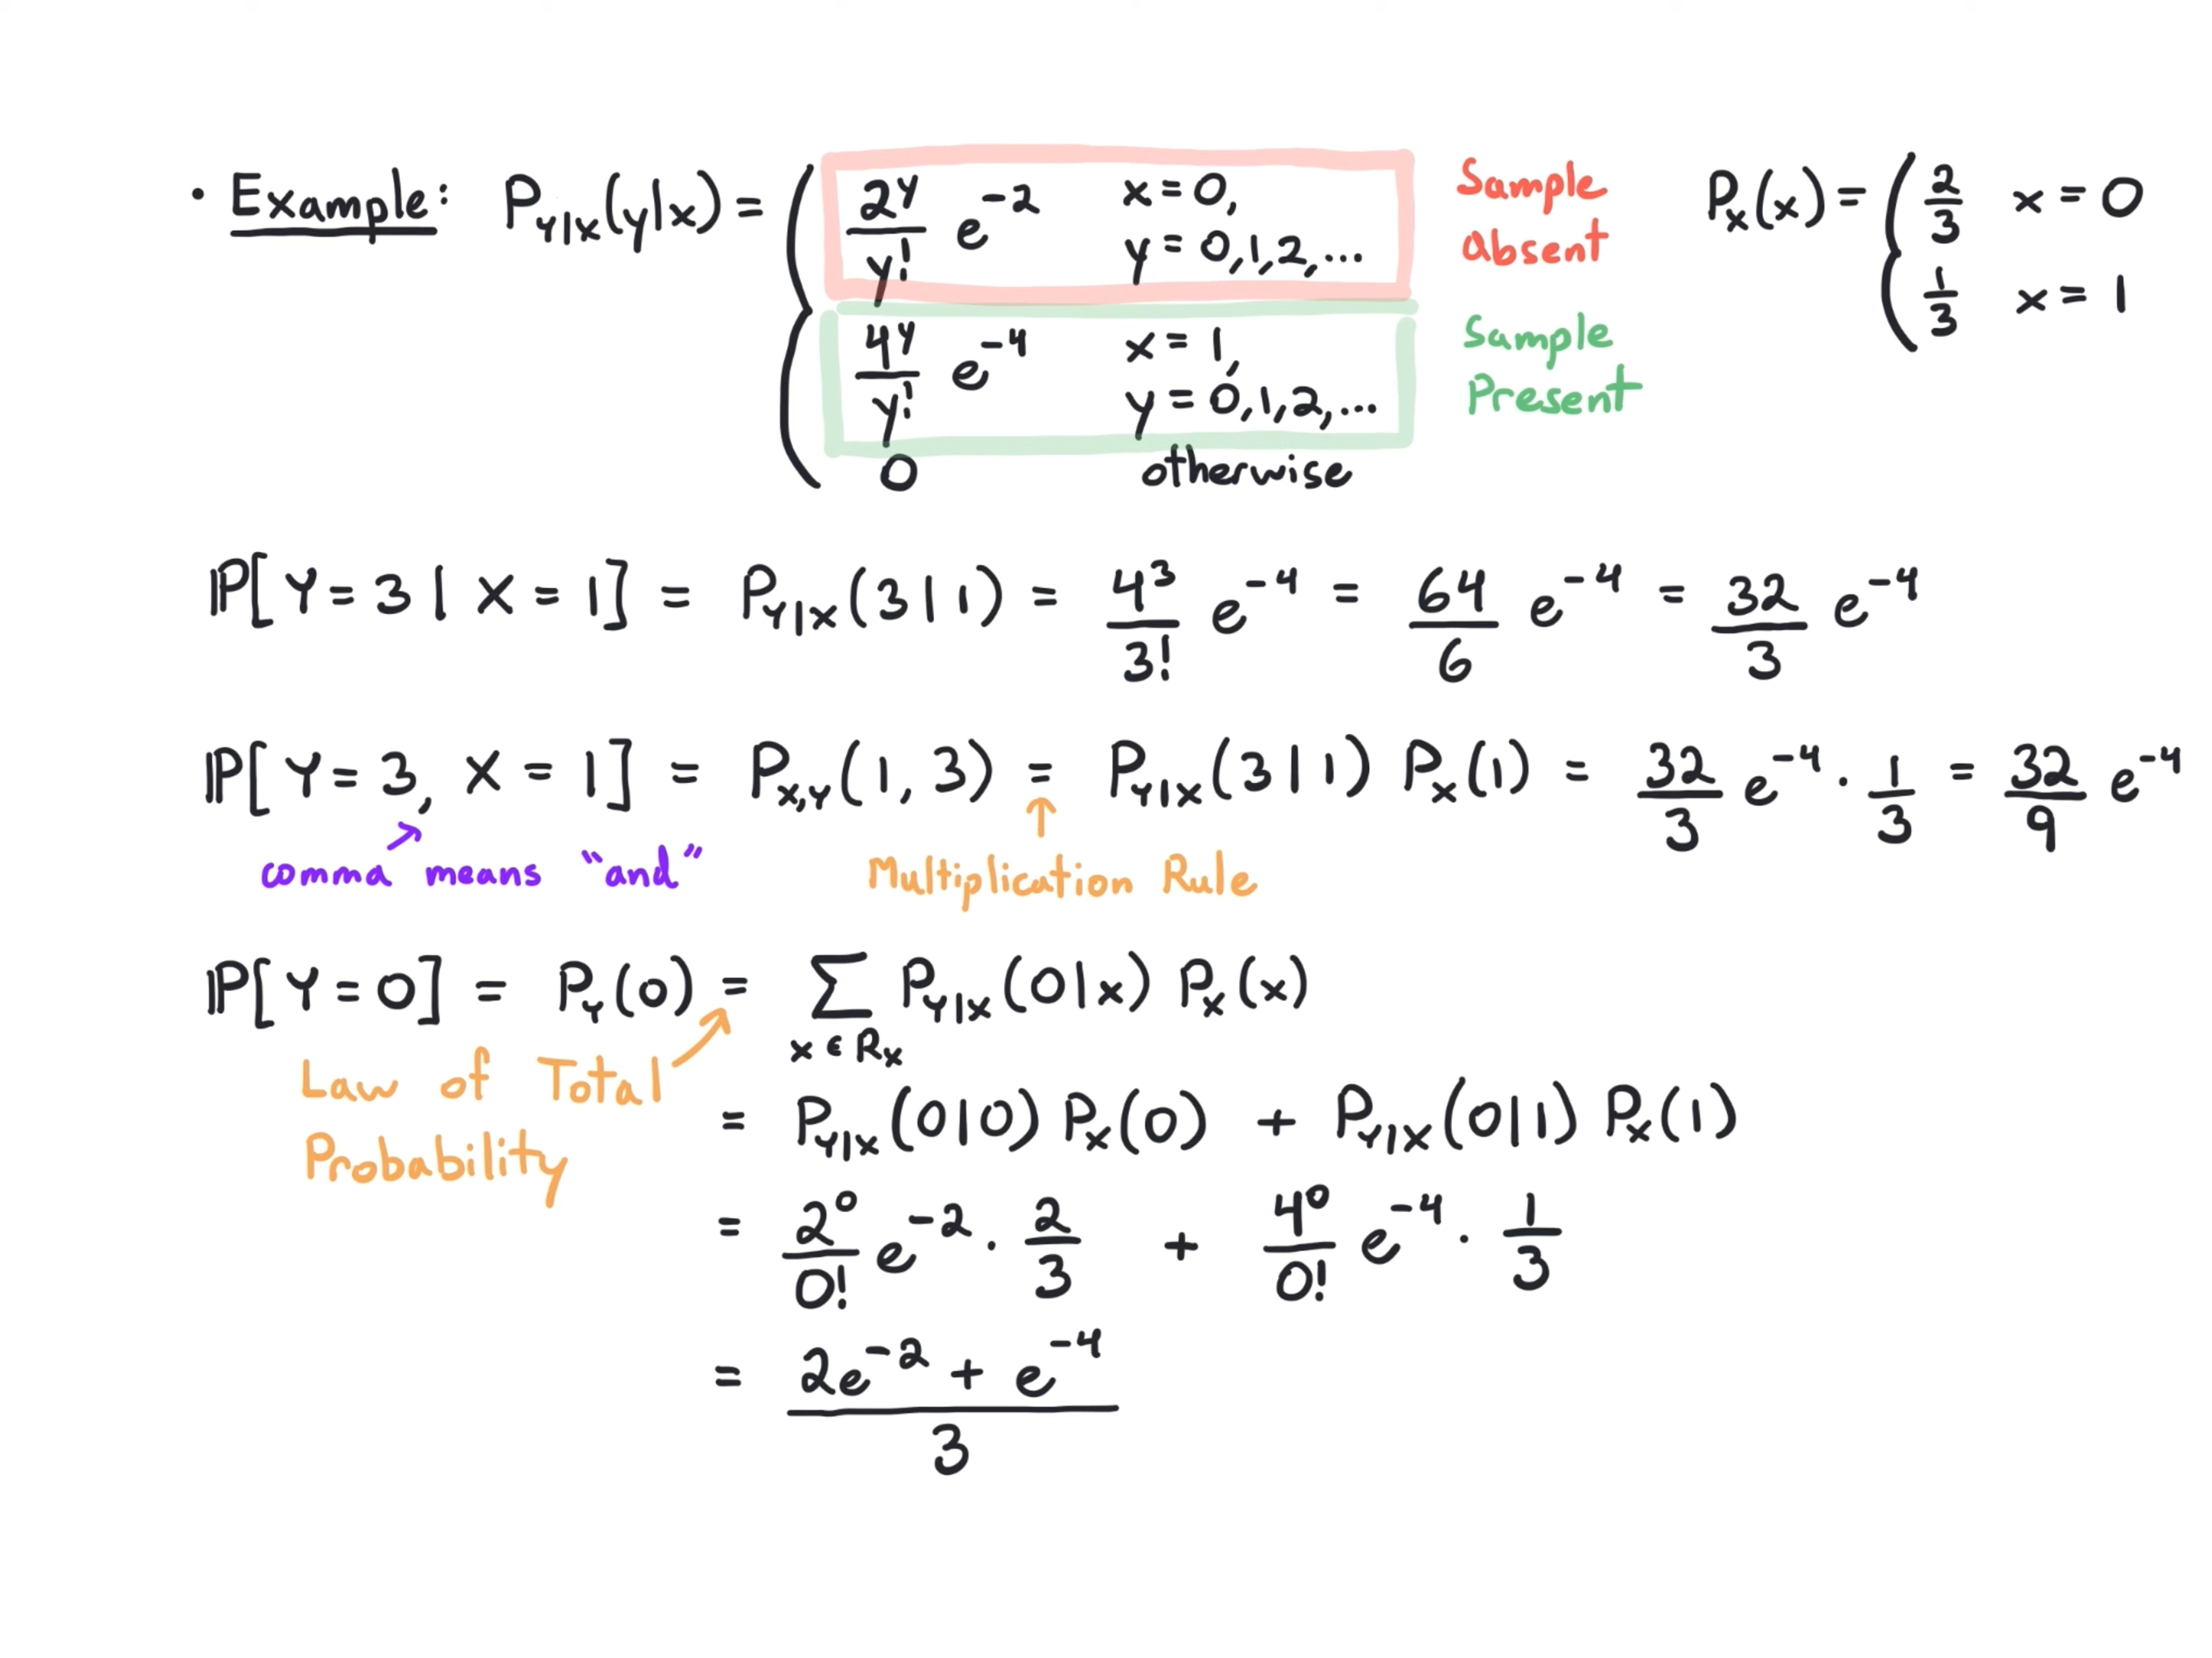 • Example: P_{Y|X}(y|x) = { 2^y/y! e^{-2} x = 0, y = 0,1,2,... Sample Absent P_X(x) = { 2/3 x = 0
1/3 x = 1
4^y/y! e^{-4} x = 1, y = 0,1,2,... Sample Present
0 otherwise
ℙ[Y = 3 | X = 1] = P_{Y|X}(3|1) = 4^3/3! e^{-4} = 64/6 e^{-4} = 32/3 e^{-4}
ℙ[Y = 3, X = 1] = P_{X,Y}(1, 3) = P_{Y|X}(3|1) P_X(1) = 32/3 e^{-4} · 1/3 = 32/9 e^{-4}
comma means "and" Multiplication Rule
ℙ[Y = 0] = P_Y(0) = Σ_{x ∈ R_X} P_{Y|X}(0|x) P_X(x)
Law of Total
Probability
= P_{Y|X}(0|0) P_X(0) + P_{Y|X}(0|1) P_X(1)
= 2^0/0! e^{-2} · 2/3 + 4^0/0! e^{-4} · 1/3
= (2e^{-2} + e^{-4})/3